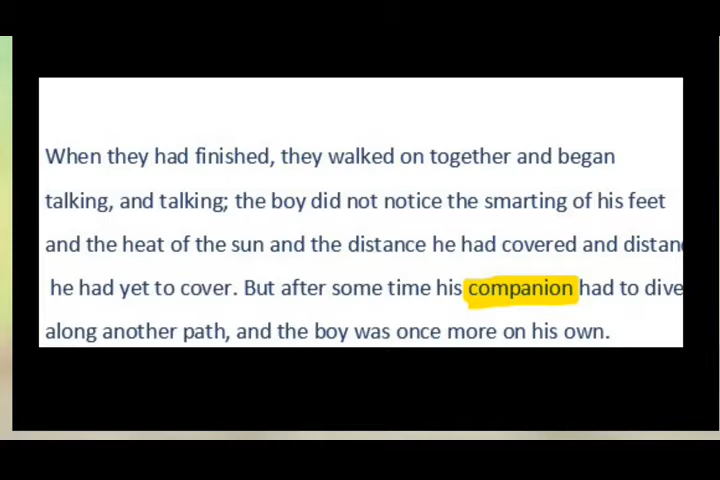 When they had finished, they walked on together and began
talking, and talking; the boy did not notice the smarting of his feet
and the heat of the sun and the distance he had covered and distan
he had yet to cover. But after some time his companion had to dive
along another path, and the boy was once more on his own.